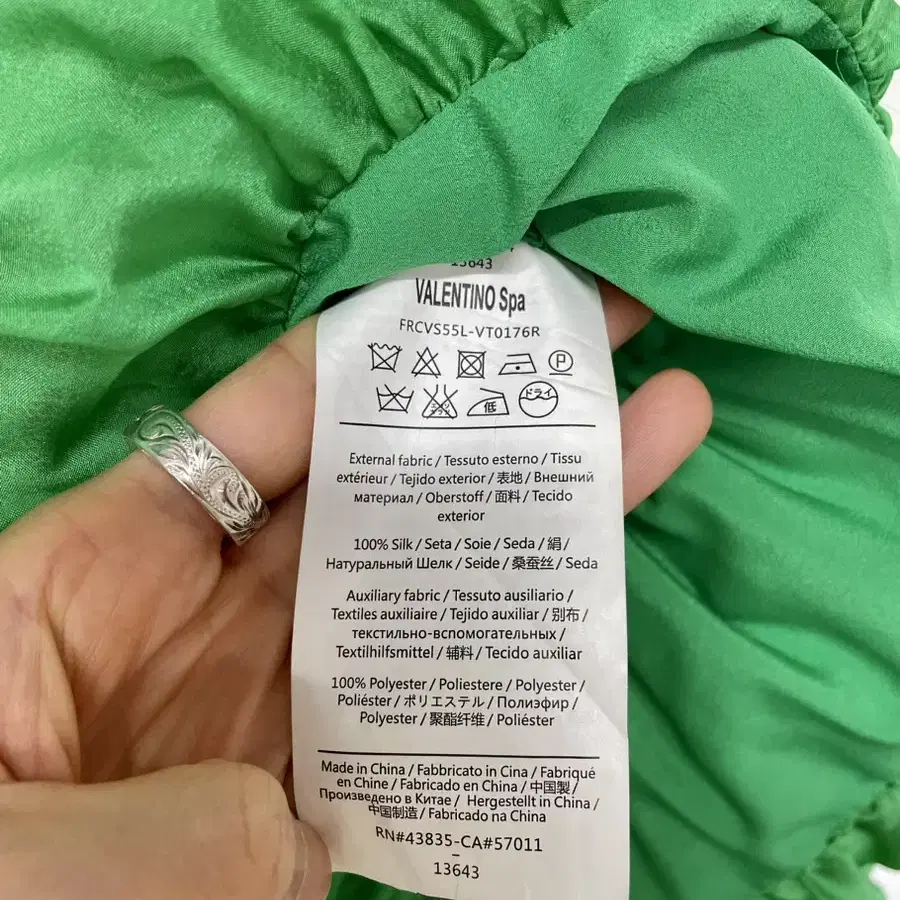 13643
VALENTINO Spa
FRCVS55L-VT0176R
P
低 ドライ
External fabric / Tessuto esterno / Tissu
extérieur / Tejido exterior / 表地 / Внешний
материал / Oberstoff / 面料 / Tecido
exterior
100% Silk / Seta / Soie / Seda / 絹 /
Натуральный Шелк / Seide / 桑蚕丝 / Seda
Auxiliary fabric / Tessuto ausiliario /
Textiles auxiliaire / Tejido auxiliar / 别布 /
текстильно-вспомогательных /
Textilhilfsmittel / 辅料 / Tecido auxiliar
100% Polyester / Poliestere / Polyester /
Poliéster / ポリエステル / Полиэфир /
Polyester / 聚酯纤维 / Poliéster
Made in China / Fabbricato in Cina / Fabriqué
en Chine / Fabricado en China / 中国製 /
Произведено в Китае / Hergestellt in China /
中国制造 / Fabricado na China
RN#43835-CA#57011
–
13643